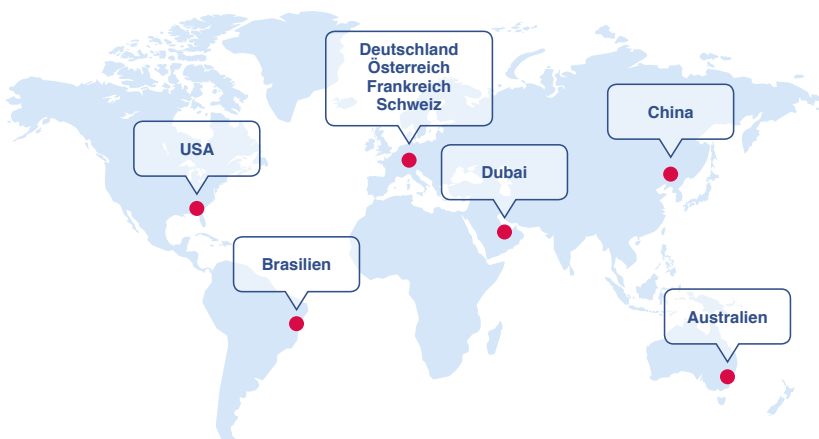 Deutschland
Österreich
Frankreich
Schweiz
China
USA
Dubai
Brasilien
Australien